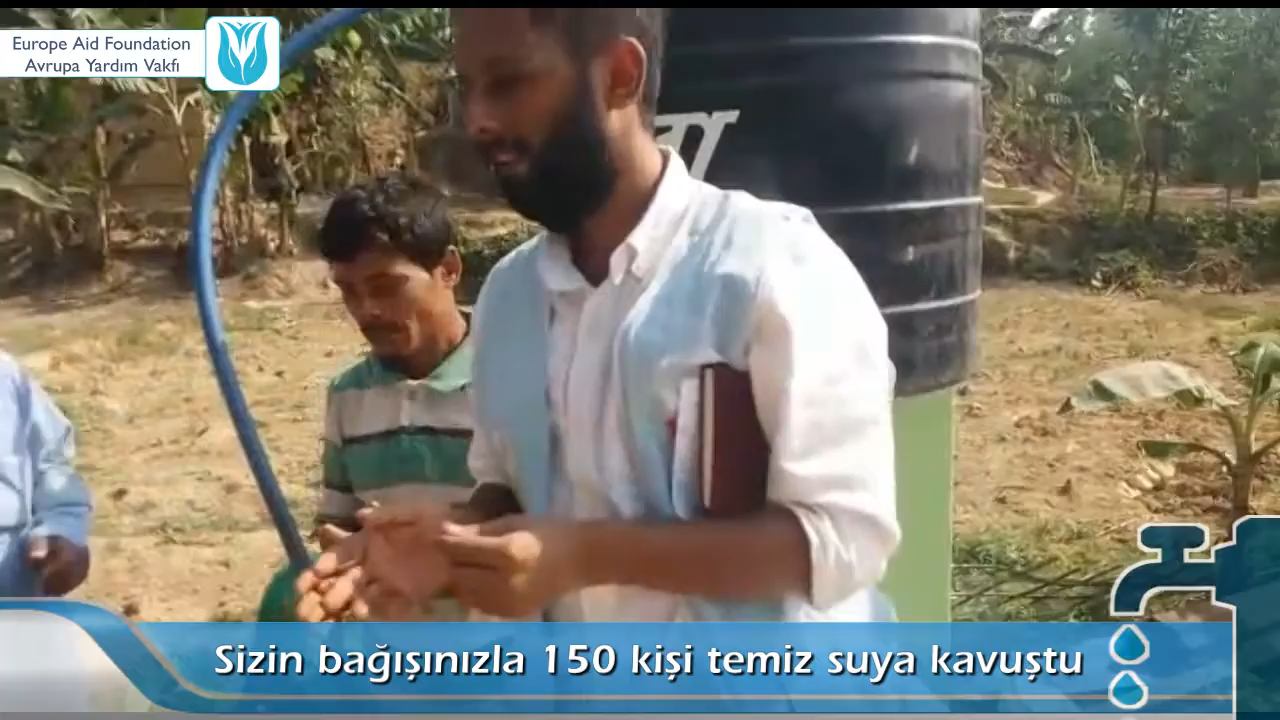 Europe Aid Foundation
Avrupa Yardım Vakfı
Sizin bağışınızla 150 kişi temiz suya kavuştu